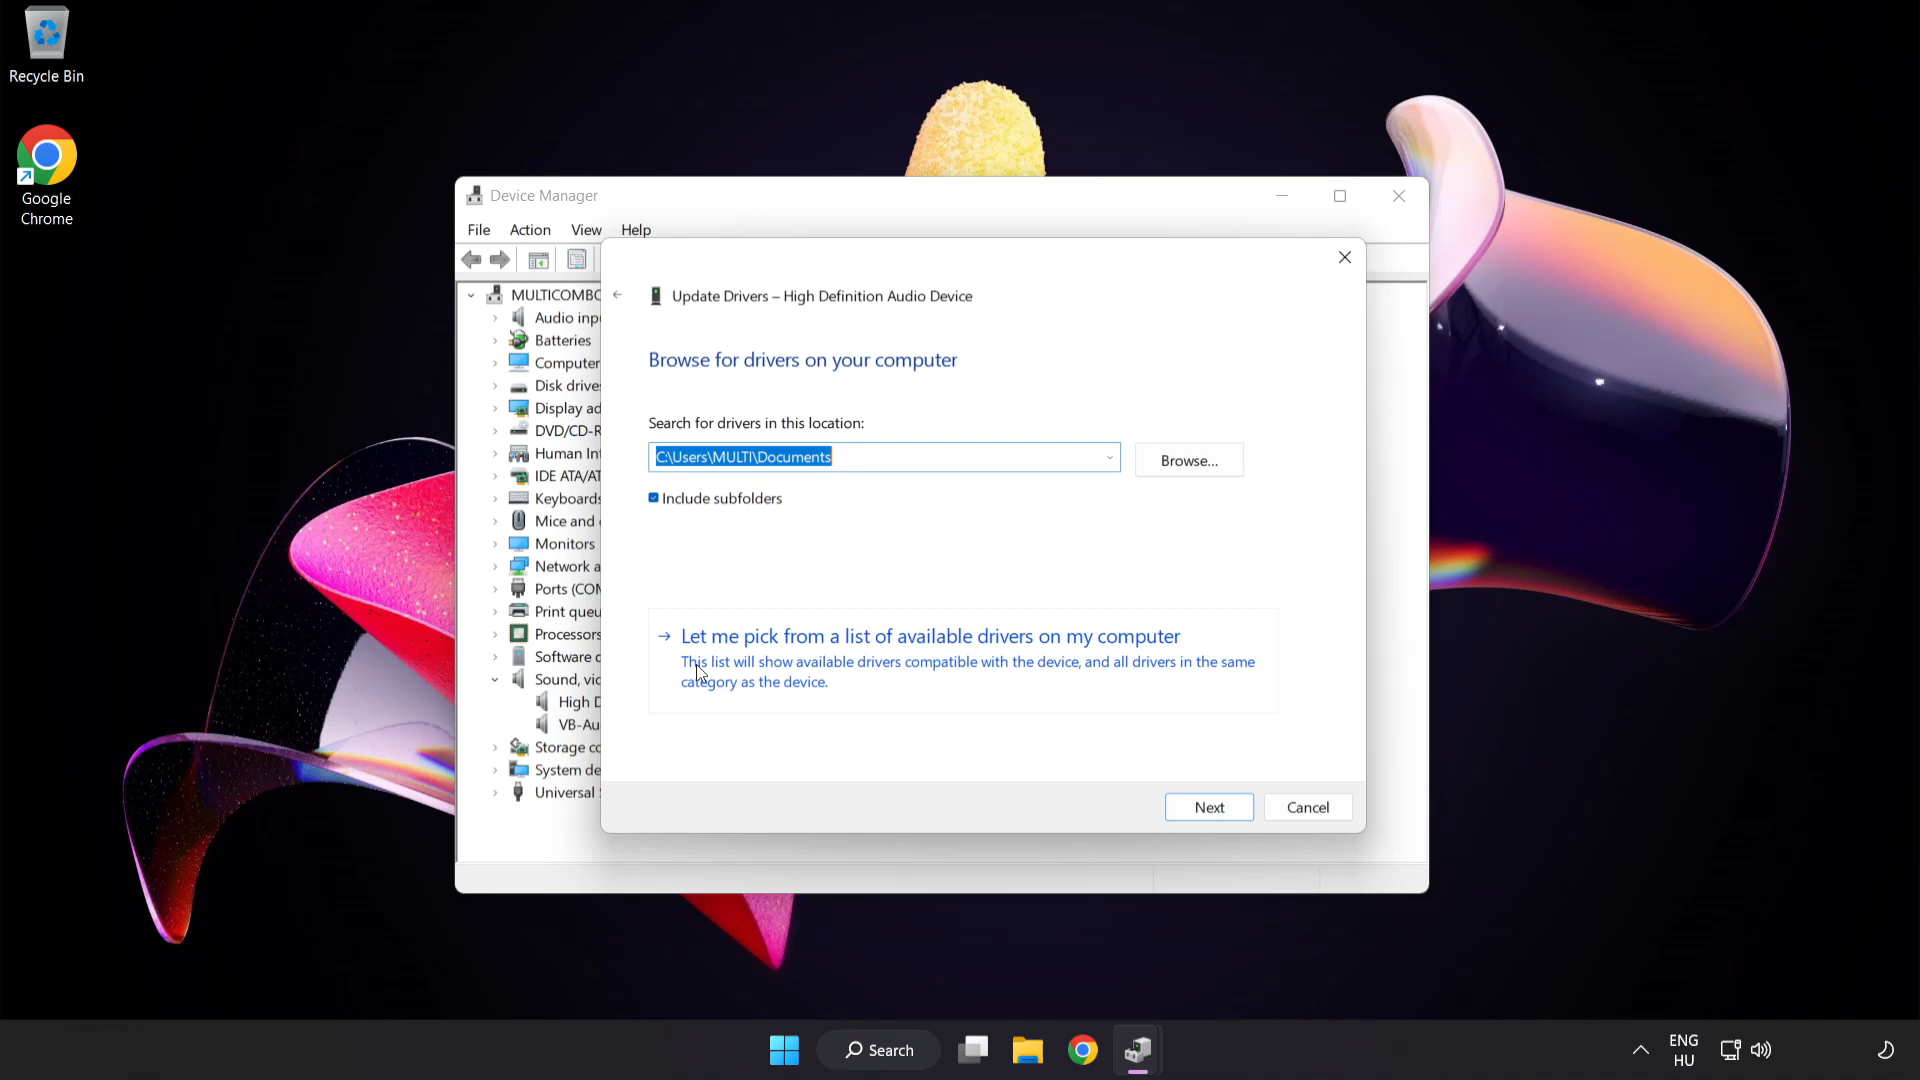 Recycle Bin
Google
Chrome
Device Manager
File Action View Help
MULTICOMBO
Audio inpu
Batteries
Computer
Disk drives
Display ad
DVD/CD-R
Human Int
IDE ATA/AT
Keyboards
Mice and
Monitors
Network a
Ports (COM
Print queu
Processors
Software d
Sound, vid
High D
VB-Au
Storage co
System de
Universal
Update Drivers – High Definition Audio Device
Browse for drivers on your computer
Search for drivers in this location:
C:\Users\MULTI\Documents
Browse...
Include subfolders
Let me pick from a list of available drivers on my computer
This list will show available drivers compatible with the device, and all drivers in the same
category as the device.
Next
Cancel
Search
ENG
HU